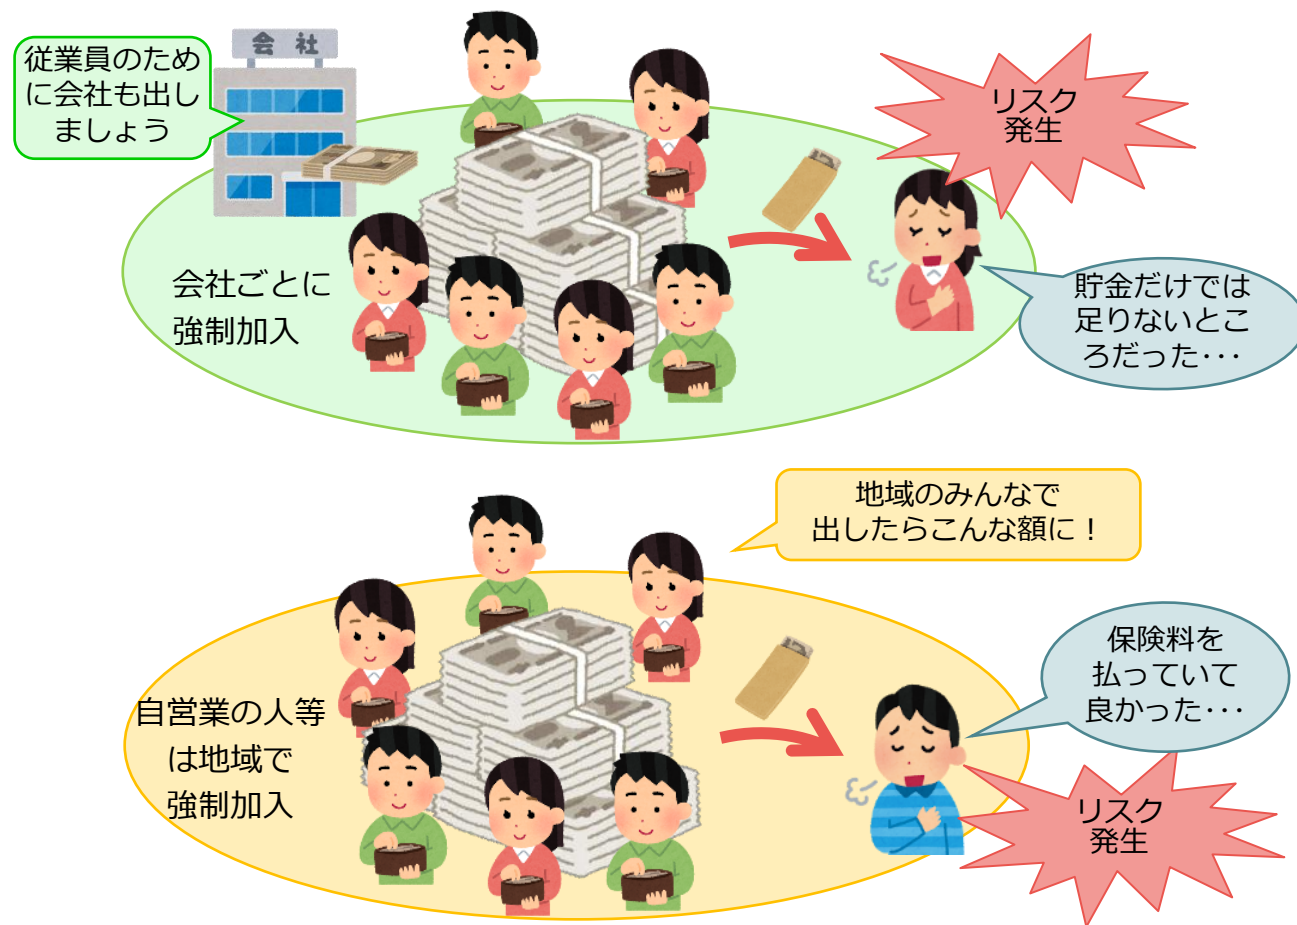 会社
従業員のため
に会社も出し
ましょう
リスク
発生
会社ごとに
強制加入
貯金だけでは
足りないとこ
ろだった･･･
地域のみんなで
出したらこんな額に！
自営業の人等
は地域で
強制加入
保険料を
払っていて
良かった･･･
リスク
発生